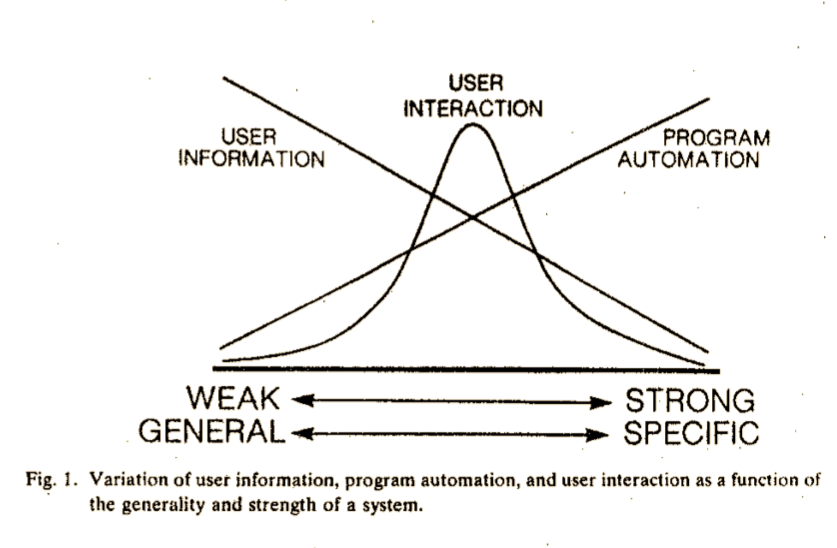 USER
INTERACTION
USER
INFORMATION
PROGRAM
AUTOMATION
WEAK STRONG
GENERAL SPECIFIC
Fig. 1. Variation of user information, program automation, and user interaction as a function of
the generality and strength of a system.